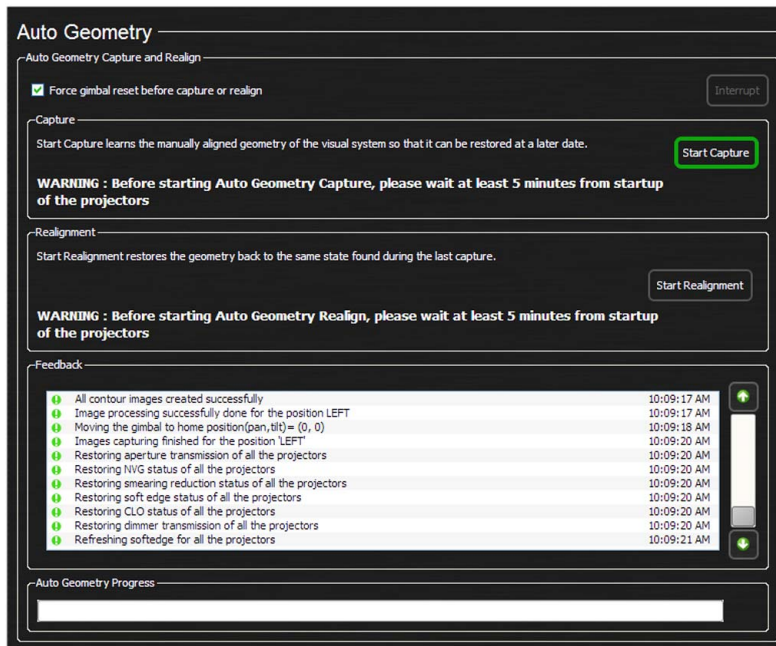 Auto Geometry
Auto Geometry Capture and Realign
Force gimbal reset before capture or realign
Interrupt
Capture
Start Capture learns the manually aligned geometry of the visual system so that it can be restored at a later date.
Start Capture
WARNING : Before starting Auto Geometry Capture, please wait at least 5 minutes from startup
of the projectors
Realignment
Start Realignment restores the geometry back to the same state found during the last capture.
Start Realignment
WARNING : Before starting Auto Geometry Realign, please wait at least 5 minutes from startup
of the projectors
Feedback
All contour images created successfully 10:09:17 AM
Image processing successfully done for the position LEFT 10:09:17 AM
Moving the gimbal to home position(pan,tilt)= (0, 0) 10:09:18 AM
Images capturing finished for the position 'LEFT' 10:09:20 AM
Restoring aperture transmission of all the projectors 10:09:20 AM
Restoring NVG status of all the projectors 10:09:20 AM
Restoring smearing reduction status of all the projectors 10:09:20 AM
Restoring soft edge status of all the projectors 10:09:20 AM
Restoring CLO status of all the projectors 10:09:20 AM
Restoring dimmer transmission of all the projectors 10:09:20 AM
Refreshing softedge for all the projectors 10:09:21 AM
Auto Geometry Progress